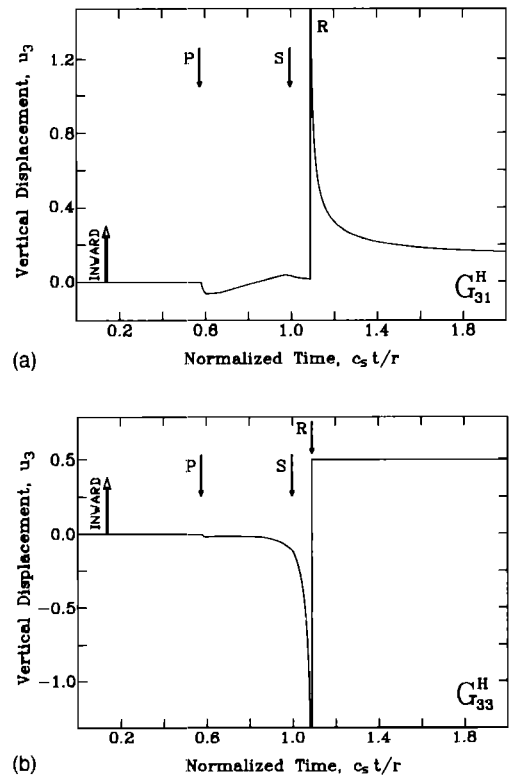 R
P
S
1.2
0.8
0.4
0.0
Vertical Displacement, u₃
INWARD
G₃₁ᴴ
0.2 0.6 1.0 1.4 1.8
Normalized Time, cₛ t/r
(a)
R
P
S
0.5
0.0
−0.5
−1.0
Vertical Displacement, u₃
INWARD
G₃₃ᴴ
0.2 0.6 1.0 1.4 1.8
Normalized Time, cₛ t/r
(b)